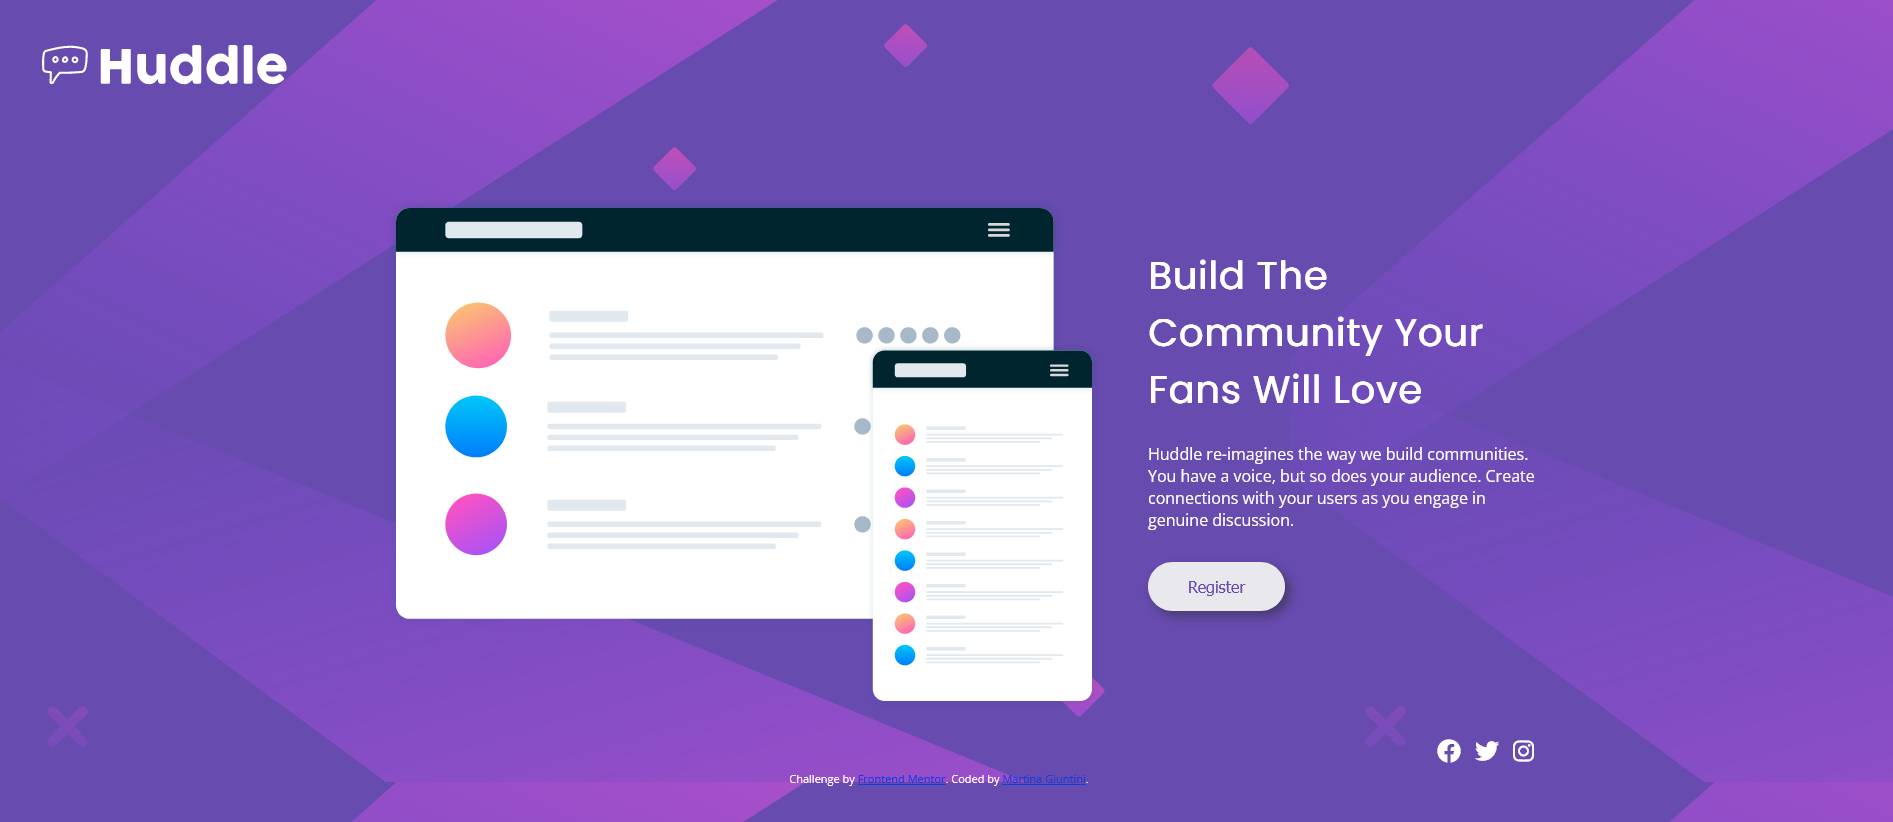 Huddle
Build The
Community Your
Fans Will Love
Huddle re-imagines the way we build communities.
You have a voice, but so does your audience. Create
connections with your users as you engage in
genuine discussion.
Register
Challenge by Frontend Mentor. Coded by Martina Giuntini.